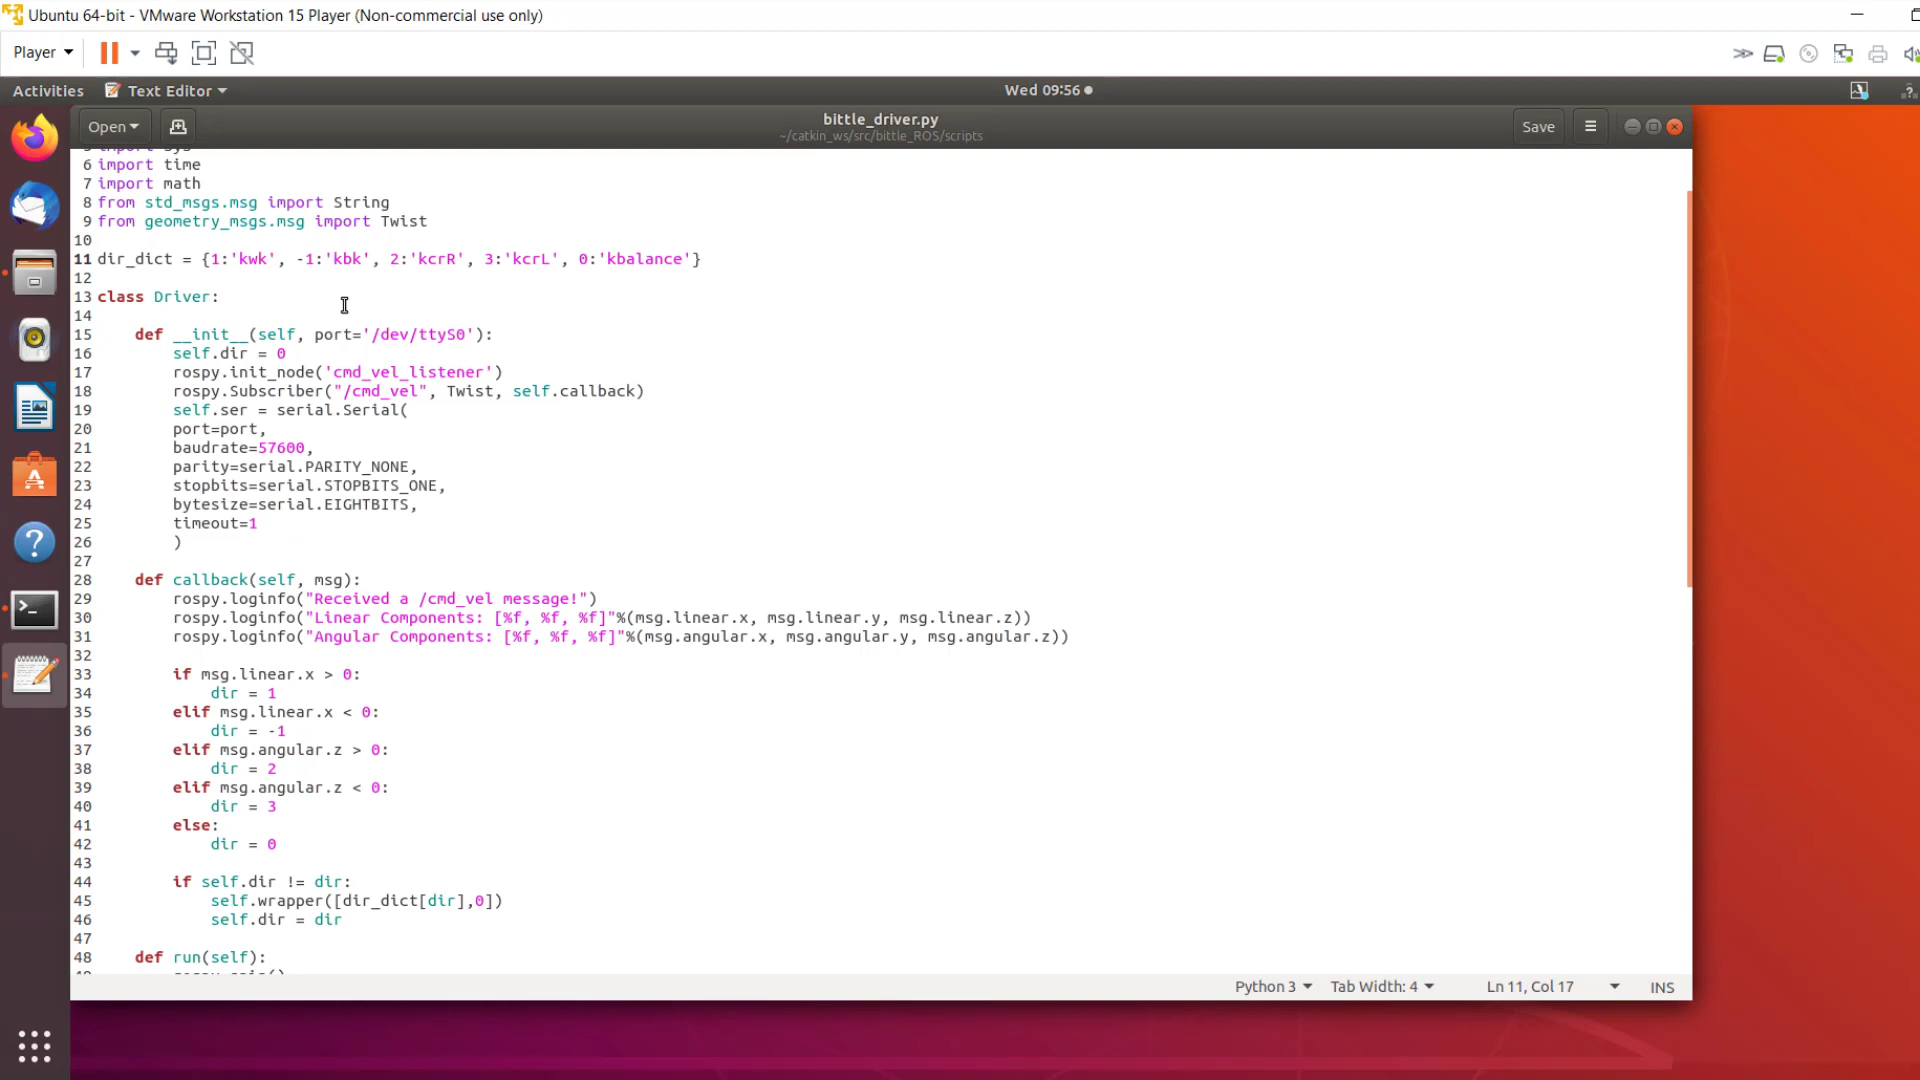 Ubuntu 64-bit - VMware Workstation 15 Player (Non-commercial use only)
Player
Activities
Text Editor
Wed 09:56
Open
bittle_driver.py
~/catkin_ws/src/bittle_ROS/scripts
Save
5 import sys
6 import time
7 import math
8 from std_msgs.msg import String
9 from geometry_msgs.msg import Twist
10
11 dir_dict = {1:'kwk', -1:'kbk', 2:'kcrR', 3:'kcrL', 0:'kbalance'}
12
13 class Driver:
14
15     def __init__(self, port='/dev/ttyS0'):
16         self.dir = 0
17         rospy.init_node('cmd_vel_listener')
18         rospy.Subscriber("/cmd_vel", Twist, self.callback)
19         self.ser = serial.Serial(
20         port=port,
21         baudrate=57600,
22         parity=serial.PARITY_NONE,
23         stopbits=serial.STOPBITS_ONE,
24         bytesize=serial.EIGHTBITS,
25         timeout=1
26         )
27
28     def callback(self, msg):
29         rospy.loginfo("Received a /cmd_vel message!")
30         rospy.loginfo("Linear Components: [%f, %f, %f]"%(msg.linear.x, msg.linear.y, msg.linear.z))
31         rospy.loginfo("Angular Components: [%f, %f, %f]"%(msg.angular.x, msg.angular.y, msg.angular.z))
32
33         if msg.linear.x > 0:
34             dir = 1
35         elif msg.linear.x < 0:
36             dir = -1
37         elif msg.angular.z > 0:
38             dir = 2
39         elif msg.angular.z < 0:
40             dir = 3
41         else:
42             dir = 0
43
44         if self.dir != dir:
45             self.wrapper([dir_dict[dir],0])
46             self.dir = dir
47
48     def run(self):
Python 3
Tab Width: 4
Ln 11, Col 17
INS